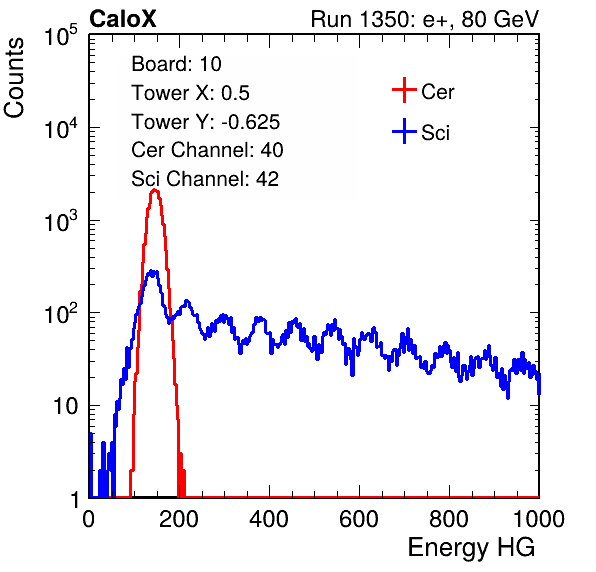 CaloX Run 1350: e+, 80 GeV
Counts
Board: 10
Tower X: 0.5
Tower Y: -0.625
Cer Channel: 40
Sci Channel: 42
Cer
Sci
10^5
10^4
10^3
10^2
10
1
0 200 400 600 800 1000
Energy HG